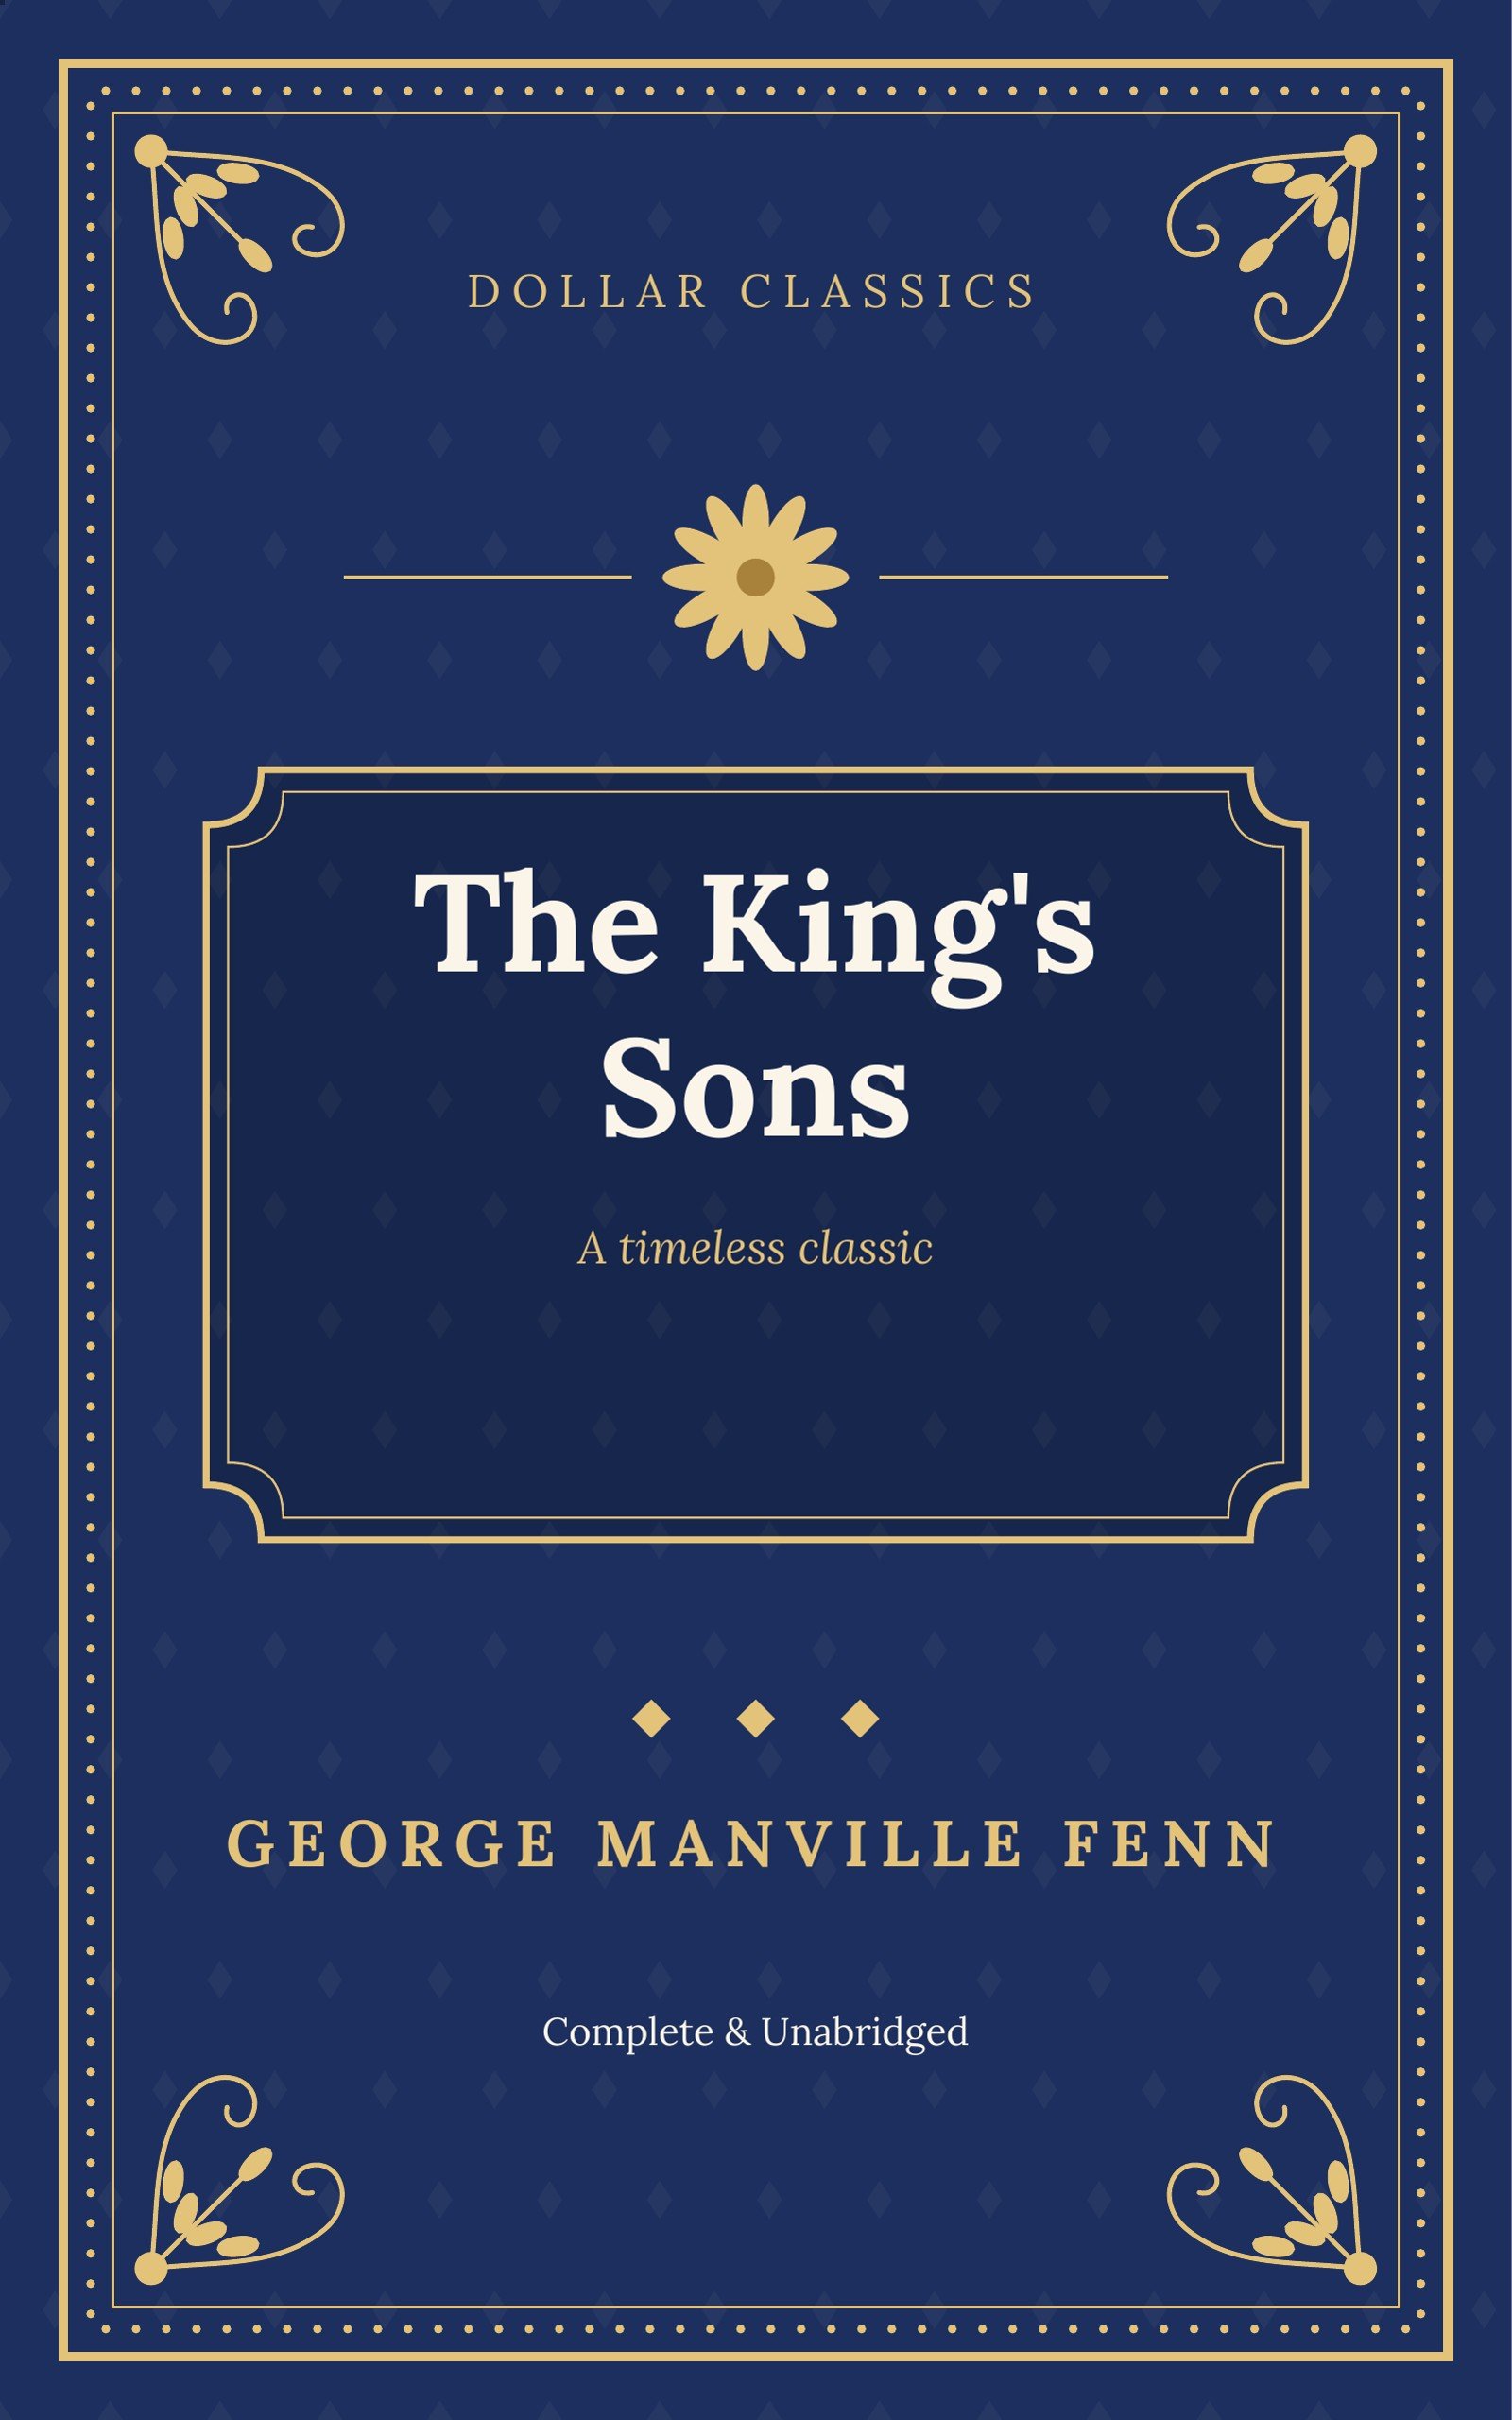 DOLLAR CLASSICS
The King's
Sons
A timeless classic
GEORGE MANVILLE FENN
Complete & Unabridged